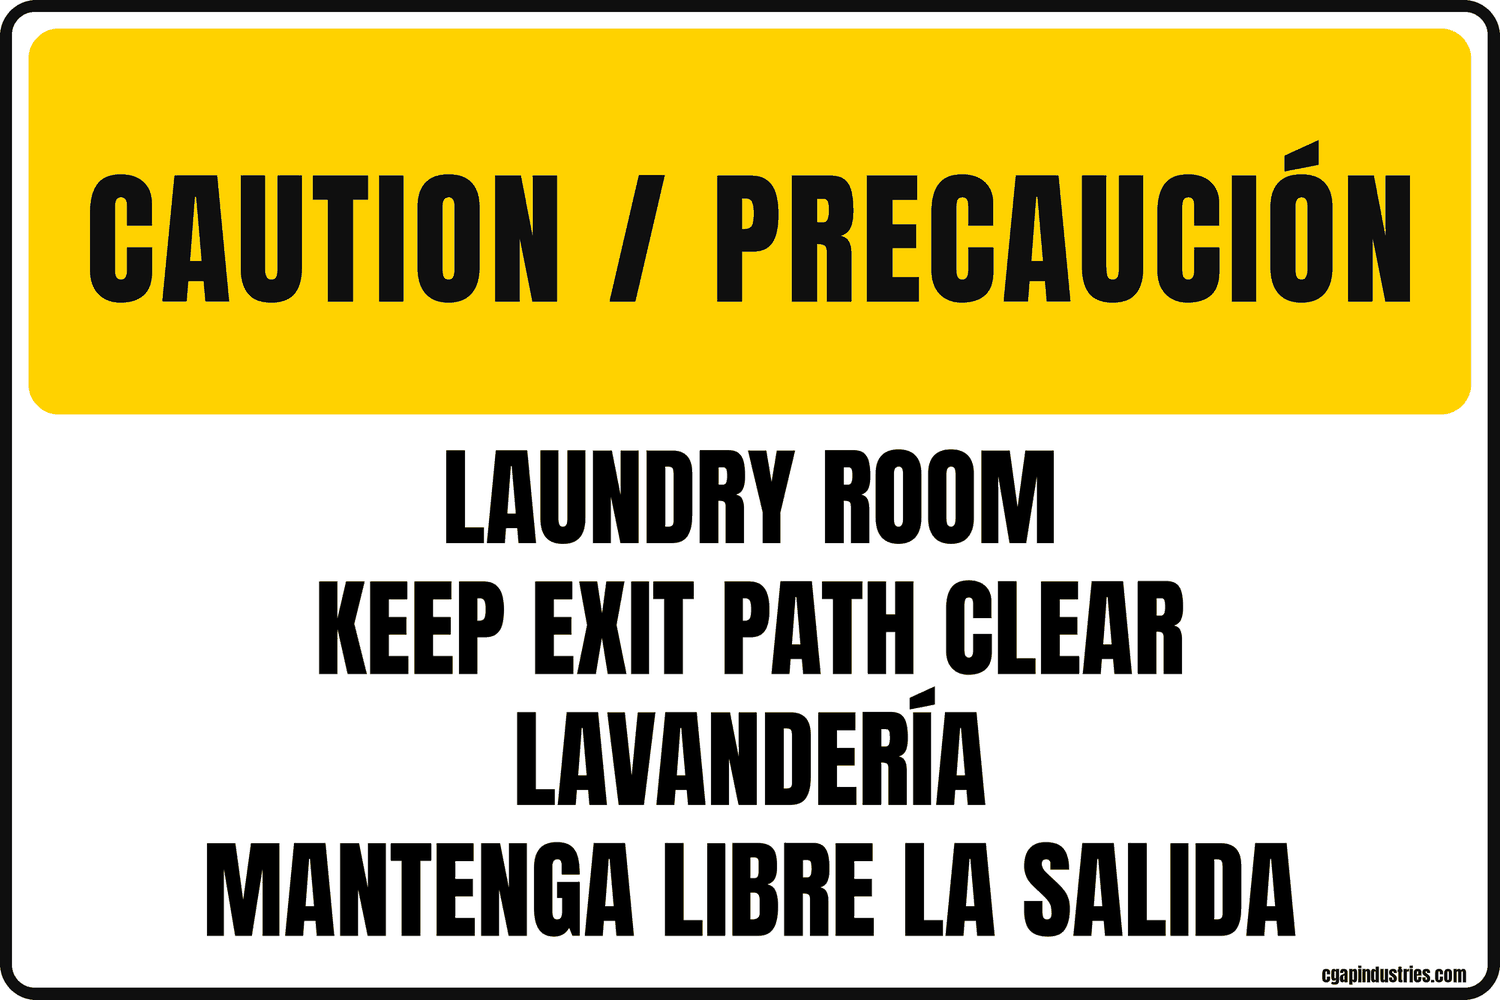 CAUTION / PRECAUCIÓN
LAUNDRY ROOM
KEEP EXIT PATH CLEAR
LAVANDERÍA
MANTENGA LIBRE LA SALIDA
cgapindustries.com